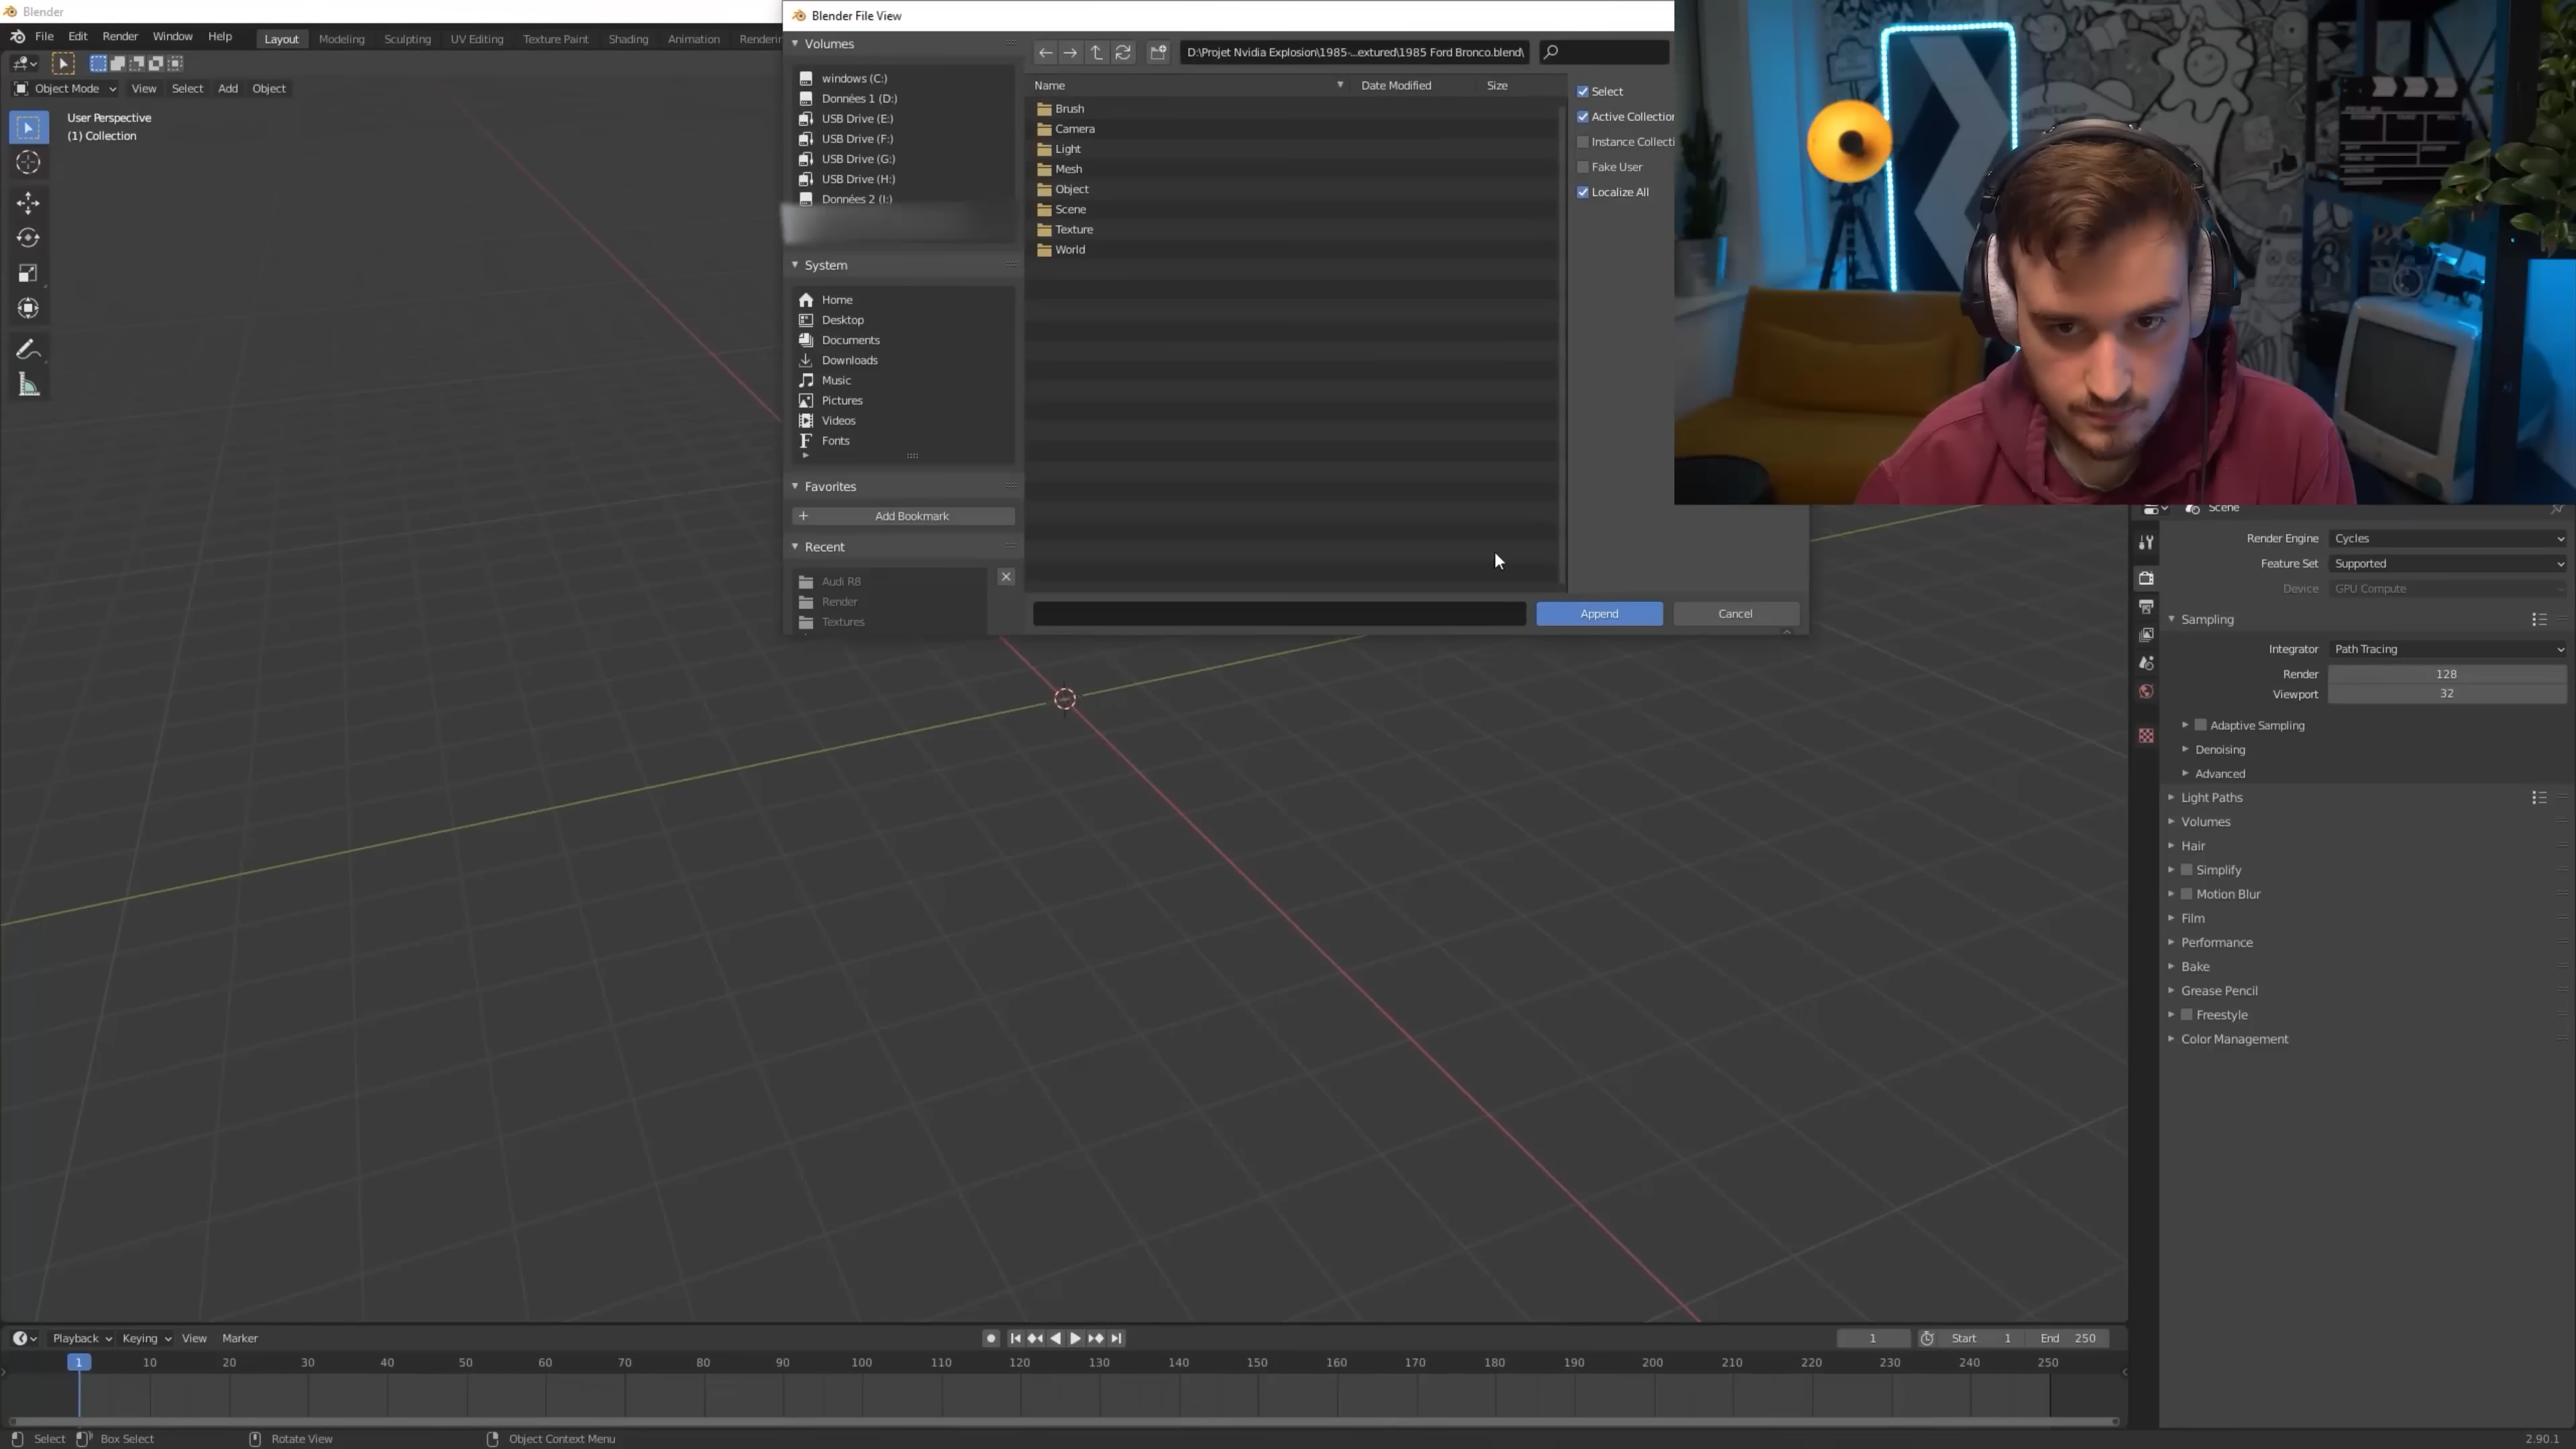 Blender
File Edit Render Window Help Layout Modeling Sculpting UV Editing Texture Paint Shading Animation
Object Mode View Select Add Object
User Perspective
(1) Collection
Blender File View
Volumes
windows (C:)
Données 1 (D:)
USB Drive (E:)
USB Drive (F:)
USB Drive (G:)
USB Drive (H:)
Données 2 (I:)
System
Home
Desktop
Documents
Downloads
Music
Pictures
Videos
Fonts
Favorites
Add Bookmark
Recent
Audi R8
Render
Textures
D:\Projet Nvidia Explosion\1985-...extured\1985 Ford Bronco.blend\
Name Date Modified Size
Brush
Camera
Light
Mesh
Object
Scene
Texture
World
Select
Active Collection
Instance Collecti
Fake User
Localize All
Append Cancel
Scene
Render Engine Cycles
Feature Set Supported
Device GPU Compute
Sampling
Integrator Path Tracing
Render 128
Viewport 32
Adaptive Sampling
Denoising
Advanced
Light Paths
Volumes
Hair
Simplify
Motion Blur
Film
Performance
Bake
Grease Pencil
Freestyle
Color Management
Playback Keying View Marker
1 Start 1 End 250
1 10 20 30 40 50 60 70 80 90 100 110 120 130 140 150 160 170 180 190 200 210 220 230 240 250
Select Box Select Rotate View Object Context Menu
2.90.1